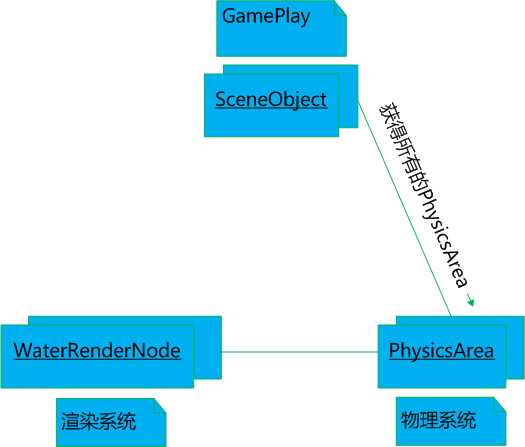 GamePlay
SceneObject
获得所有的PhysicsArea
WaterRenderNode
PhysicsArea
渲染系统
物理系统